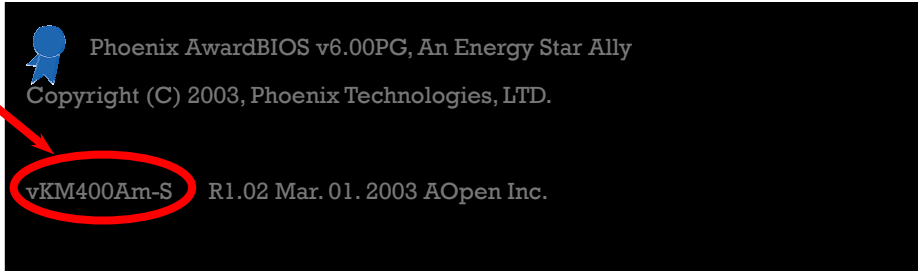 Phoenix AwardBIOS v6.00PG, An Energy Star Ally
Copyright (C) 2003, Phoenix Technologies, LTD.
vKM400Am-S R1.02 Mar. 01. 2003 AOpen Inc.